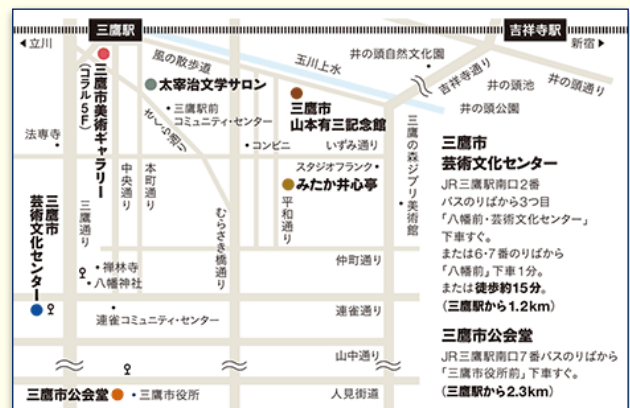 三鷹駅
吉祥寺駅
◀立川
新宿▶
風の散歩道
玉川上水
井の頭自然文化園
吉祥寺通り
井の頭池
井の頭通り
井の頭公園
三鷹市美術ギャラリー
(コラル5F)
太宰治文学サロン
さくら通り
・三鷹駅前
コミュニティ・センター
三鷹市
山本有三記念館
法専寺
・コンビニ
いずみ通り
スタジオフランク・
みたか井心亭
三鷹の森ジブリ美術館
中央通り
本町通り
三鷹通り
むらさき橋通り
平和通り
三鷹市
芸術文化センター
・禅林寺
・八幡神社
仲町通り
連雀コミュニティ・センター
連雀通り
山中通り
三鷹市公会堂
・三鷹市役所
人見街道
三鷹市
芸術文化センター
JR三鷹駅南口2番
バスのりばから3つ目
「八幡前・芸術文化センター」
下車すぐ。
または6・7番のりばから
「八幡前」下車1分。
または徒歩約15分。
(三鷹駅から1.2km)
三鷹市公会堂
JR三鷹駅南口7番バスのりばから
「三鷹市役所前」下車すぐ。
(三鷹駅から2.3km)